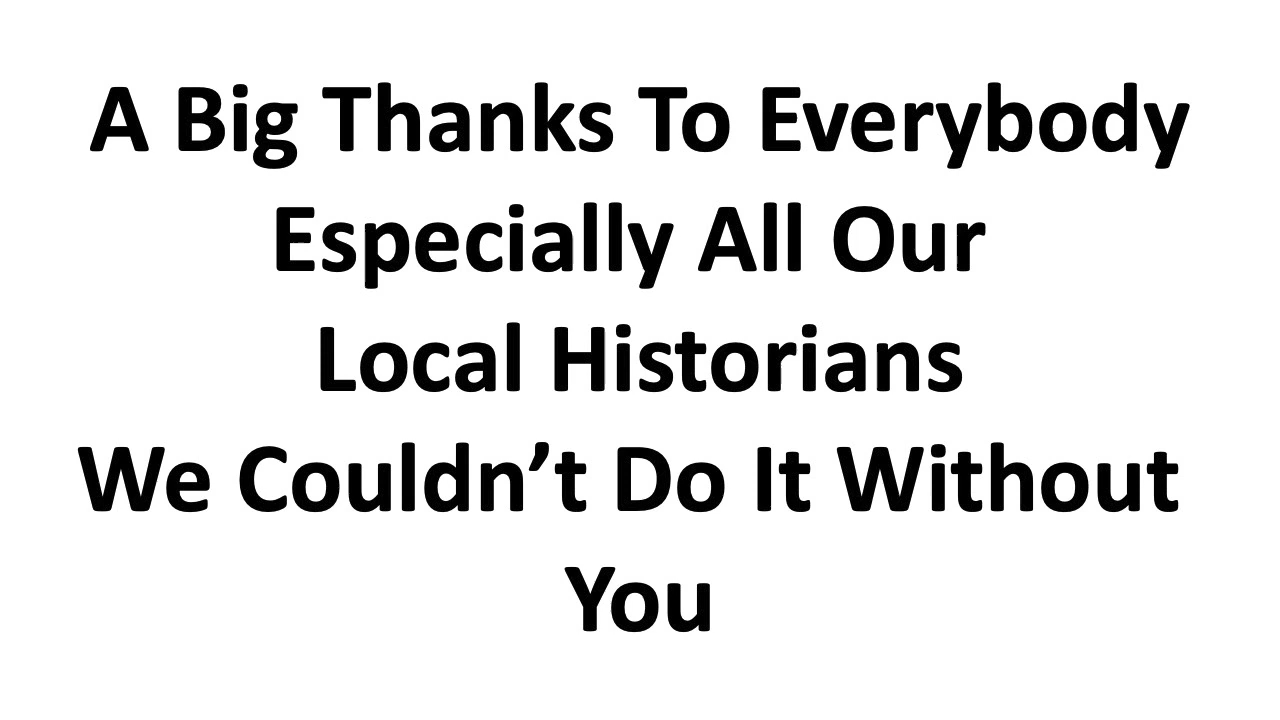 A Big Thanks To Everybody
Especially All Our
Local Historians
We Couldn’t Do It Without
You